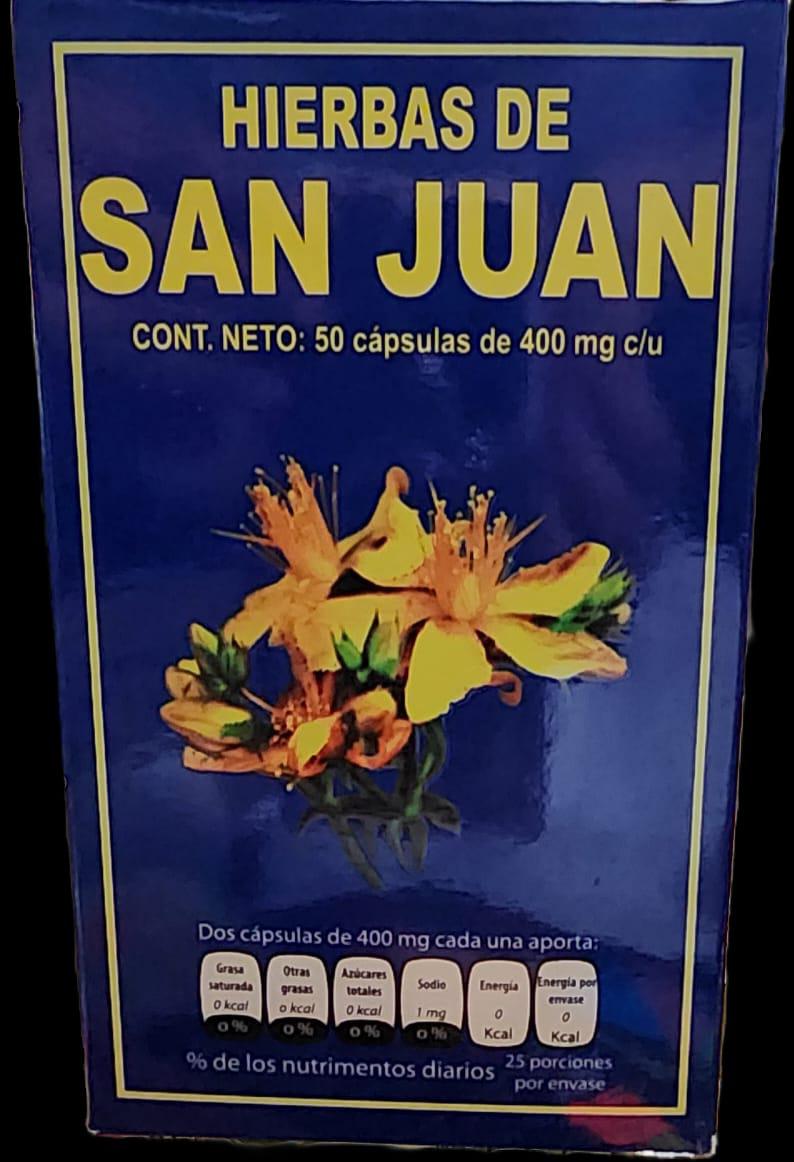 HIERBAS DE
SAN JUAN
CONT. NETO: 50 cápsulas de 400 mg c/u
Dos cápsulas de 400 mg cada una aporta:
Grasa saturada 0 kcal 0 %
Otras grasas 0 kcal 0 %
Azúcares totales 0 kcal 0 %
Sodio 1 mg 0 %
Energía 0 Kcal
Energía por envase 0 Kcal
% de los nutrimentos diarios
25 porciones
por envase